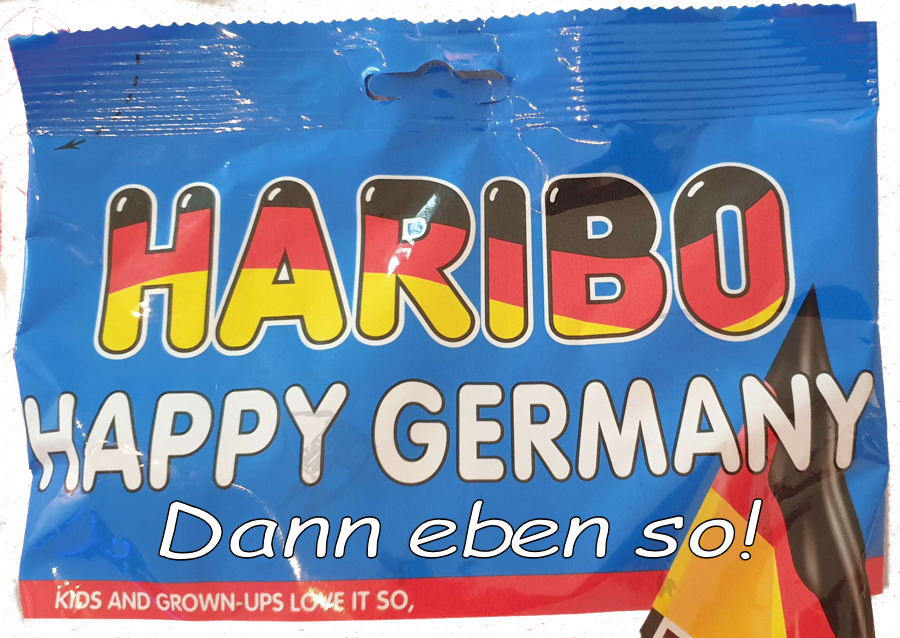 HARIBO
HAPPY GERMANY
Dann eben so!
KIDS AND GROWN-UPS LOVE IT SO,